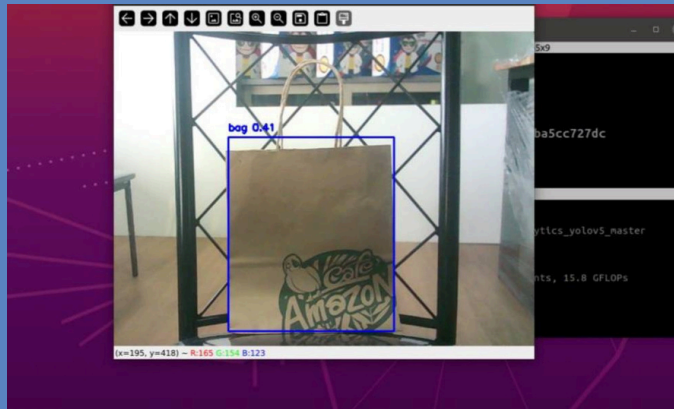 5x9
bag 0.41
ba5cc727dc
ytics_yolov5_master
nts, 15.8 GFLOPs
Café
Amazon
(x=195, y=418) ~ R:165 G:154 B:123